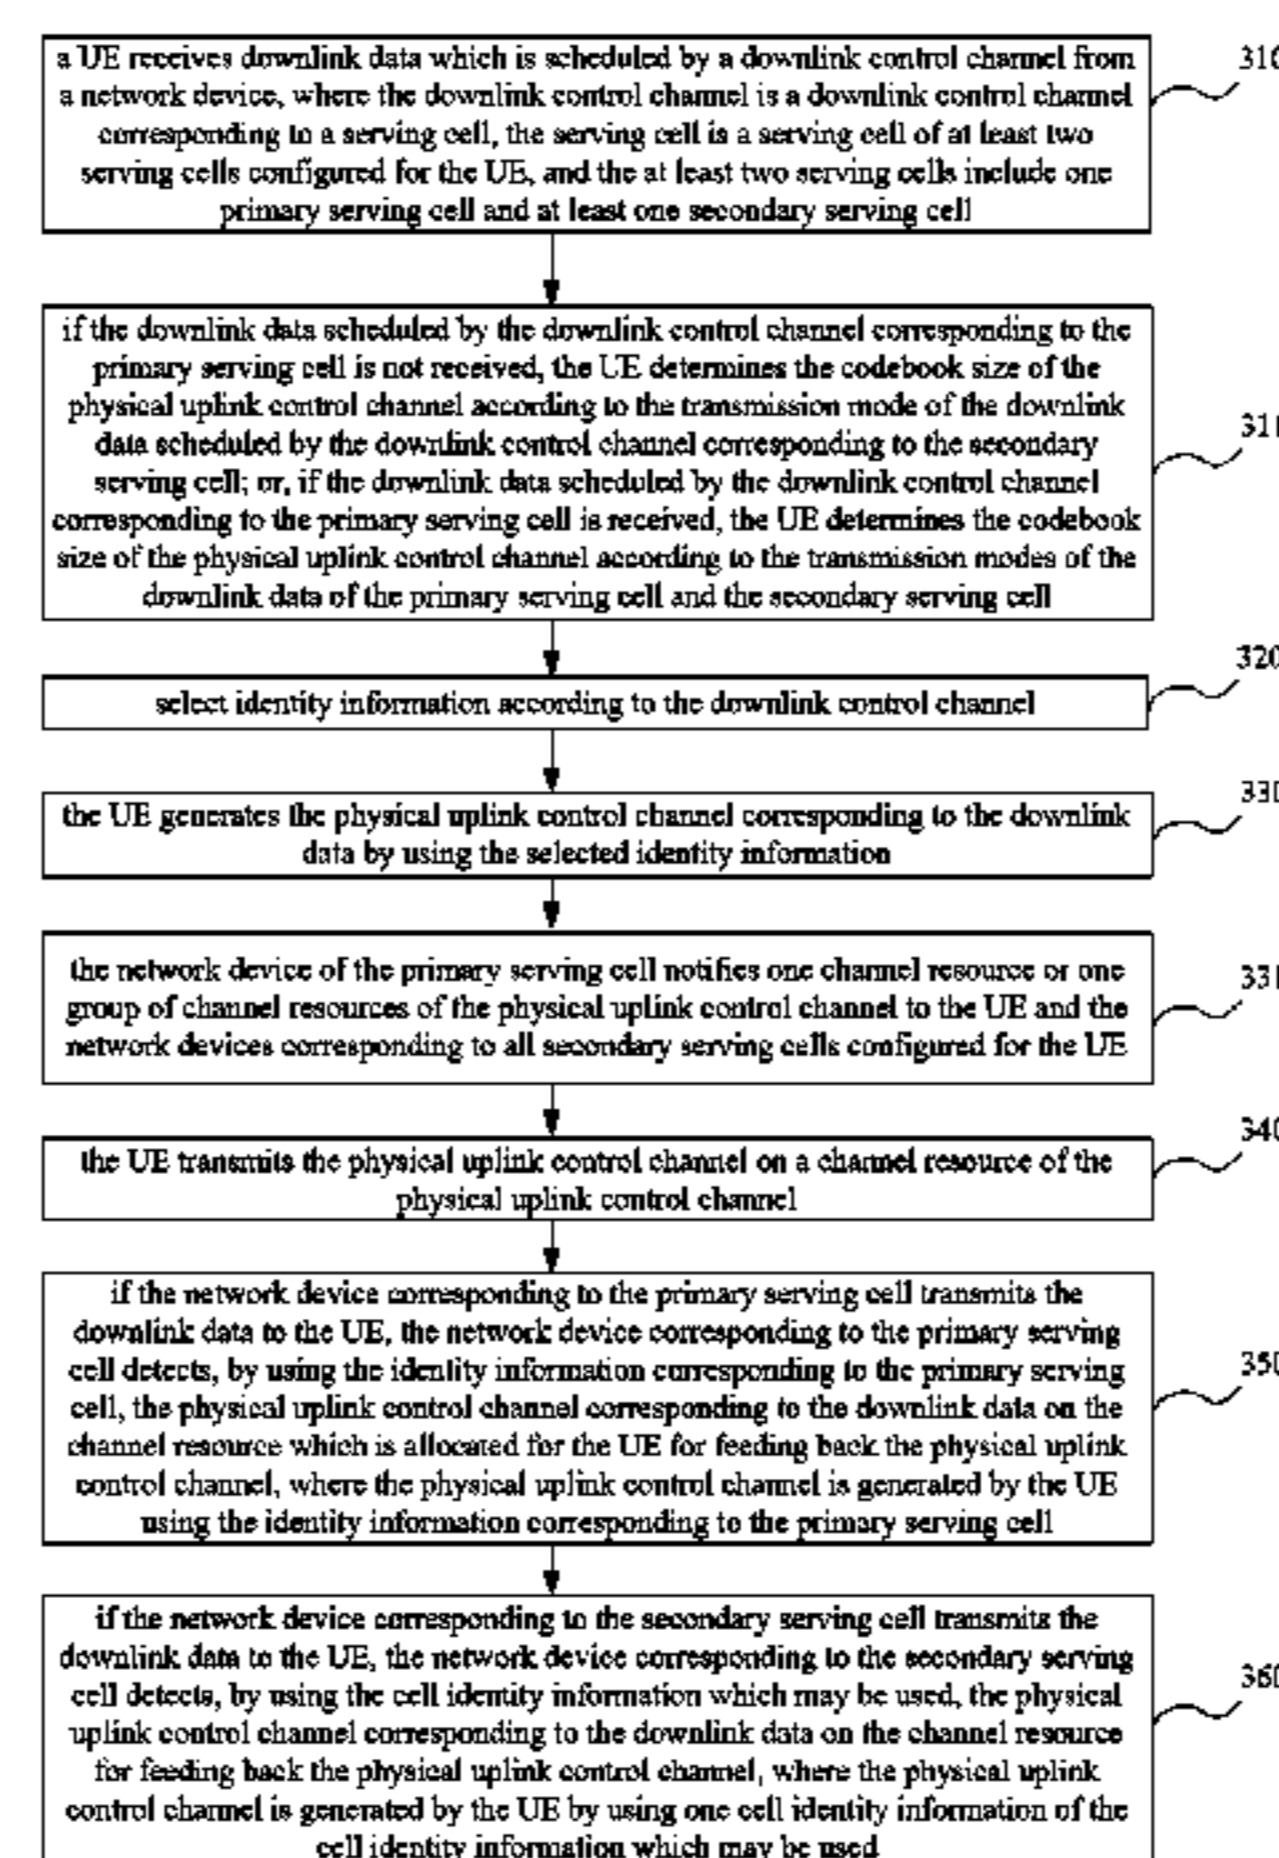 a UE receives downlink data which is scheduled by a downlink control channel from
a network device, where the downlink control channel is a downlink control channel
corresponding to a serving cell, the serving cell is a serving cell of at least two
serving cells configured for the UE, and the at least two serving cells include one
primary serving cell and at least one secondary serving cell
310
if the downlink data scheduled by the downlink control channel corresponding to the
primary serving cell is not received, the UE determines the codebook size of the
physical uplink control channel according to the transmission mode of the downlink
data scheduled by the downlink control channel corresponding to the secondary
serving cell; or, if the downlink data scheduled by the downlink control channel
corresponding to the primary serving cell is received, the UE determines the codebook
size of the physical uplink control channel according to the transmission modes of the
downlink data of the primary serving cell and the secondary serving cell
311
select identity information according to the downlink control channel
320
the UE generates the physical uplink control channel corresponding to the downlink
data by using the selected identity information
330
the network device of the primary serving cell notifies one channel resource or one
group of channel resources of the physical uplink control channel to the UE and the
network devices corresponding to all secondary serving cells configured for the UE
331
the UE transmits the physical uplink control channel on a channel resource of the
physical uplink control channel
340
if the network device corresponding to the primary serving cell transmits the
downlink data to the UE, the network device corresponding to the primary serving
cell detects, by using the identity information corresponding to the primary serving
cell, the physical uplink control channel corresponding to the downlink data on the
channel resource which is allocated for the UE for feeding back the physical uplink
control channel, where the physical uplink control channel is generated by the UE
using the identity information corresponding to the primary serving cell
350
if the network device corresponding to the secondary serving cell transmits the
downlink data to the UE, the network device corresponding to the secondary serving
cell detects, by using the cell identity information which may be used, the physical
uplink control channel corresponding to the downlink data on the channel resource
for feeding back the physical uplink control channel, where the physical uplink
control channel is generated by the UE by using one cell identity information of the
cell identity information which may be used
360